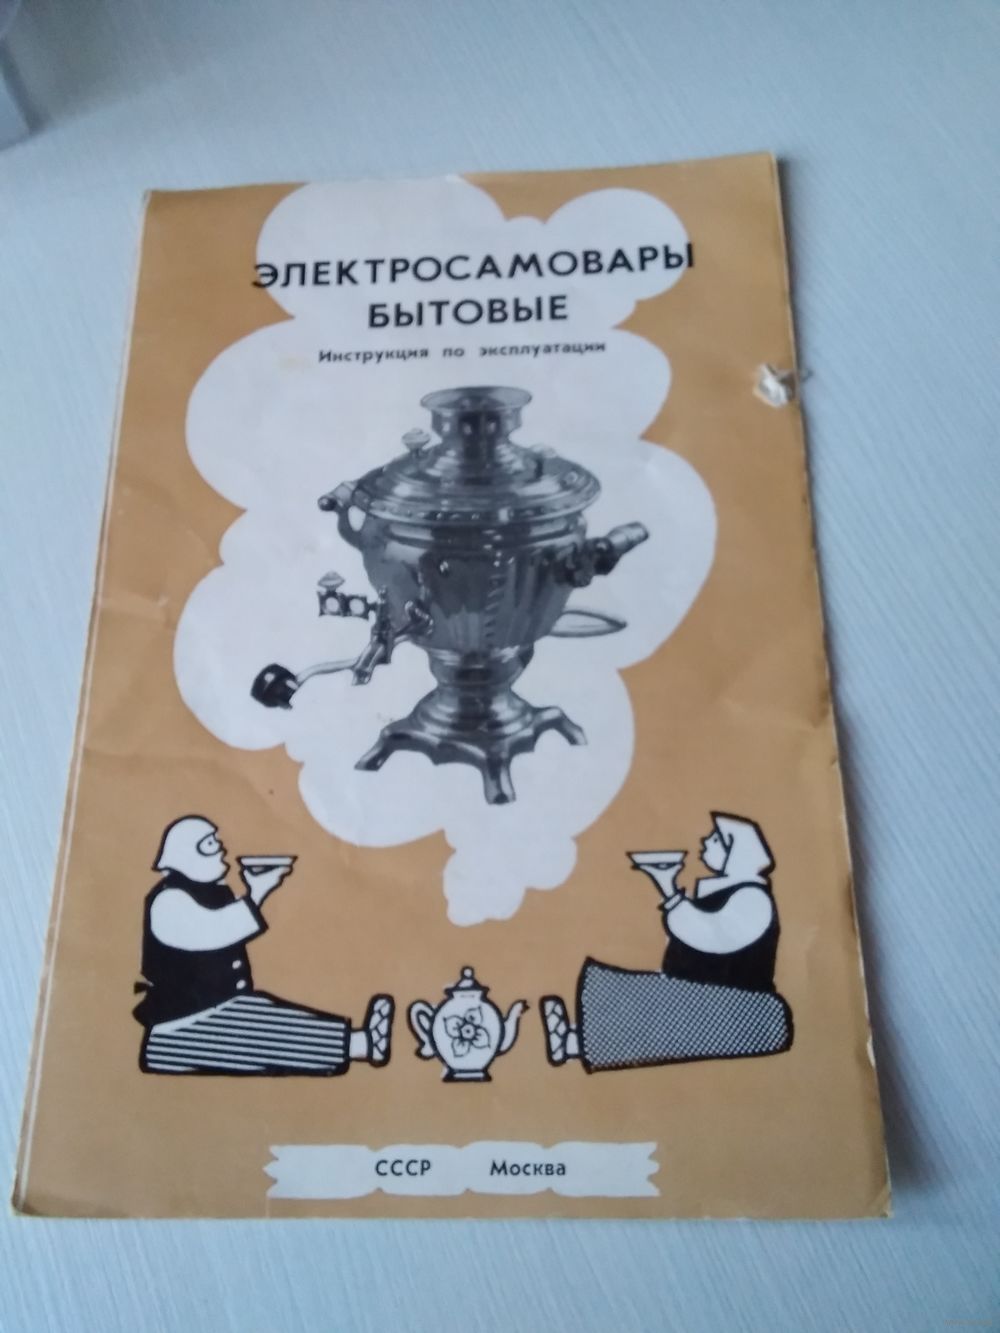 ЭЛЕКТРОСАМОВАРЫ
БЫТОВЫЕ
Инструкция по эксплуатации
СССР Москва